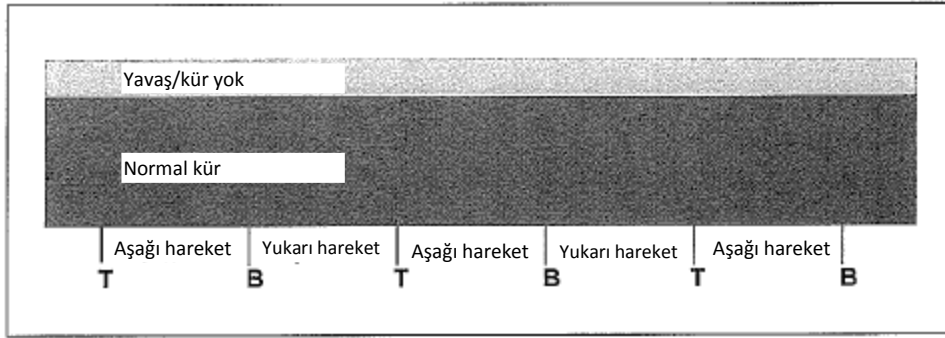 Yavaş/kür yok
Normal kür
Aşağı hareket Yukarı hareket Aşağı hareket Yukarı hareket Aşağı hareket
T B T B T B